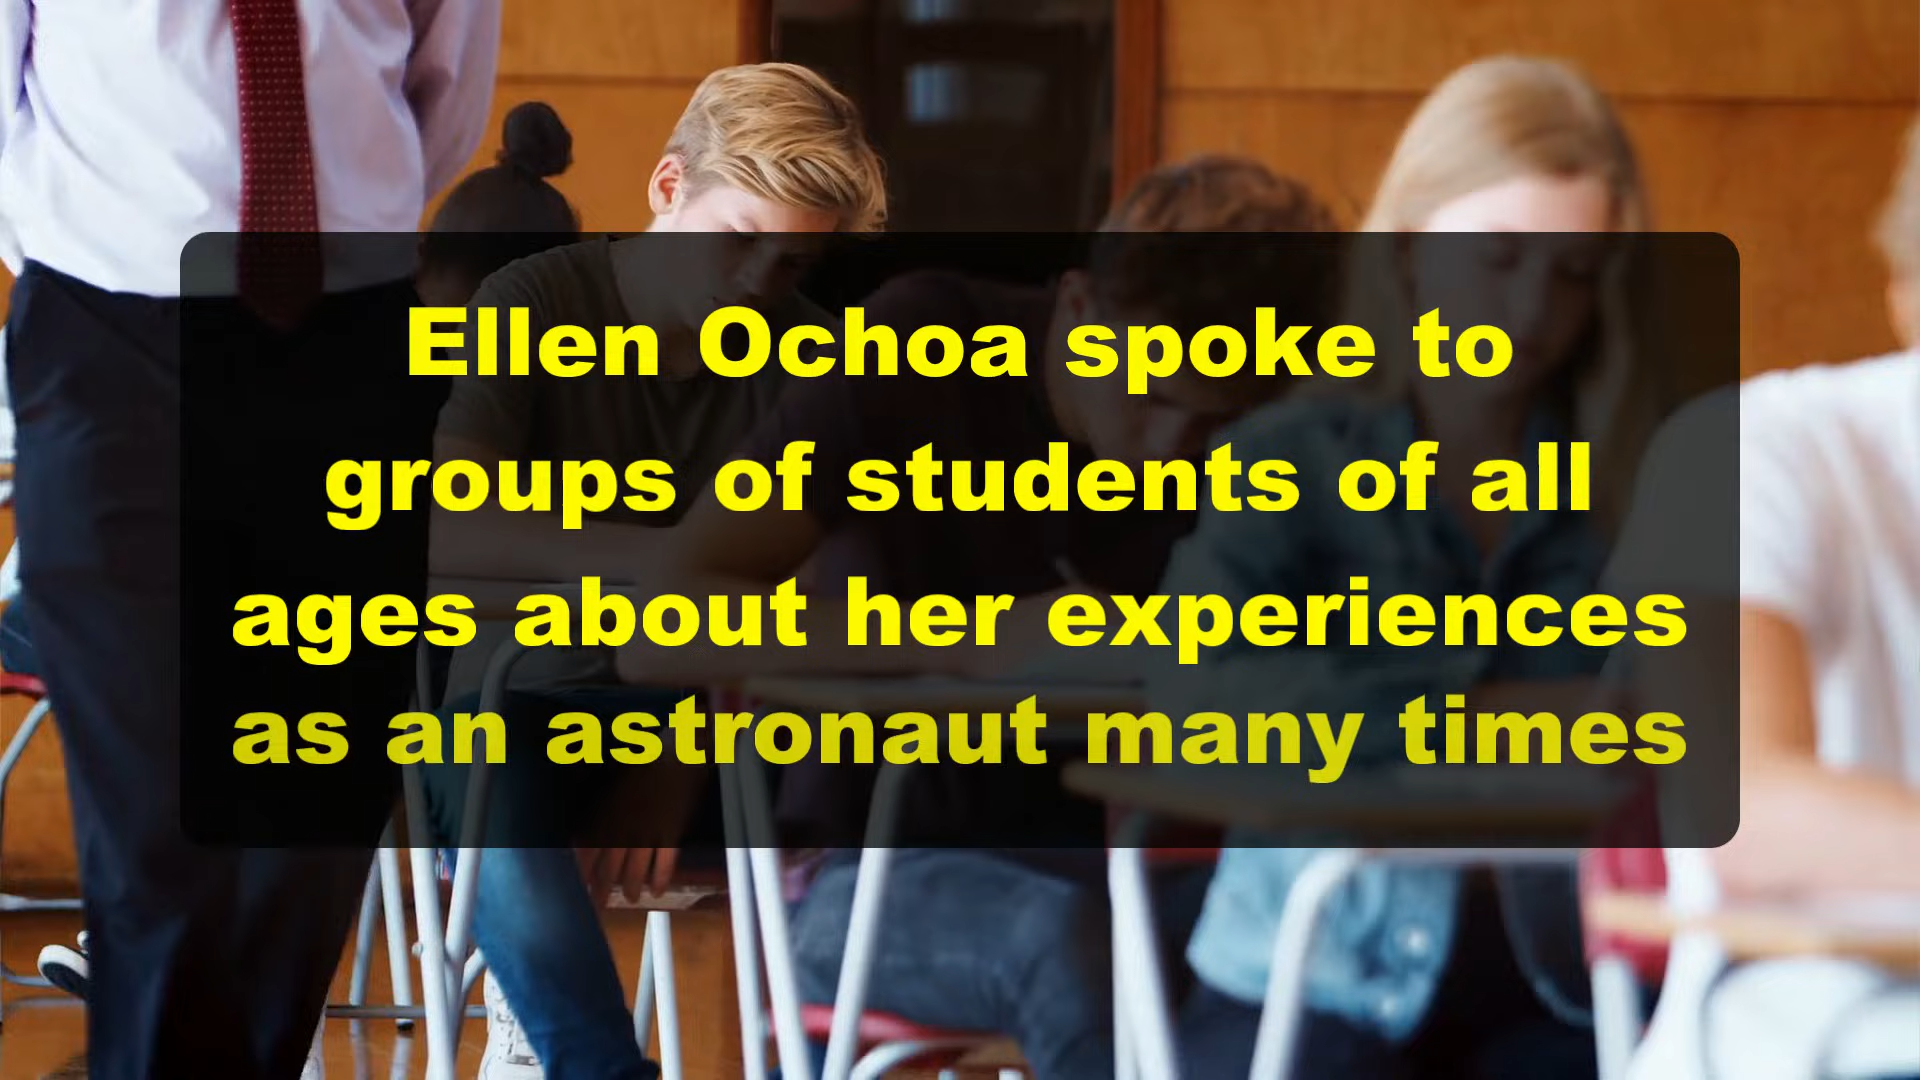 Ellen Ochoa spoke to
groups of students of all
ages about her experiences
as an astronaut many times